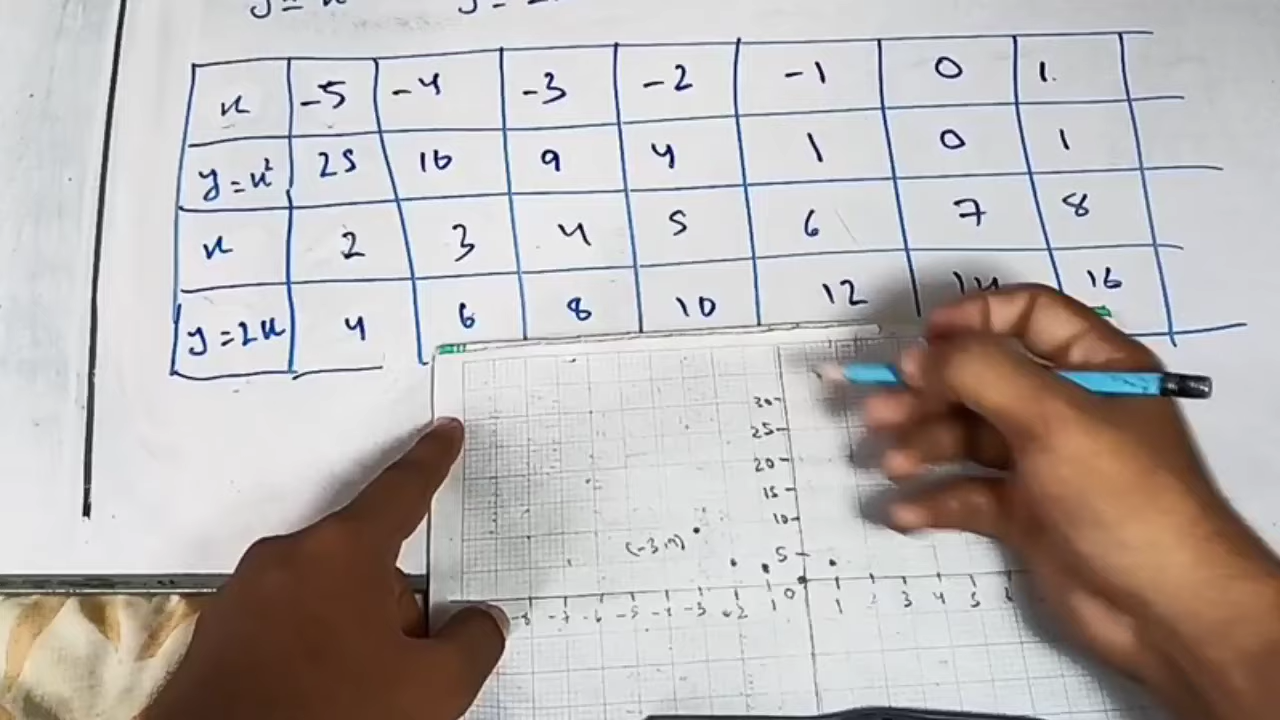 x -5 -4 -3 -2 -1 0 1
y=x² 25 16 9 4 1 0 1
x 2 3 4 5 6 7 8
y=2x 4 6 8 10 12 14 16
30
25
20
15
10
(-3,9)
5
-8 -7 -6 -5 -4 -3 -2 1 0 1 2 3 4 5